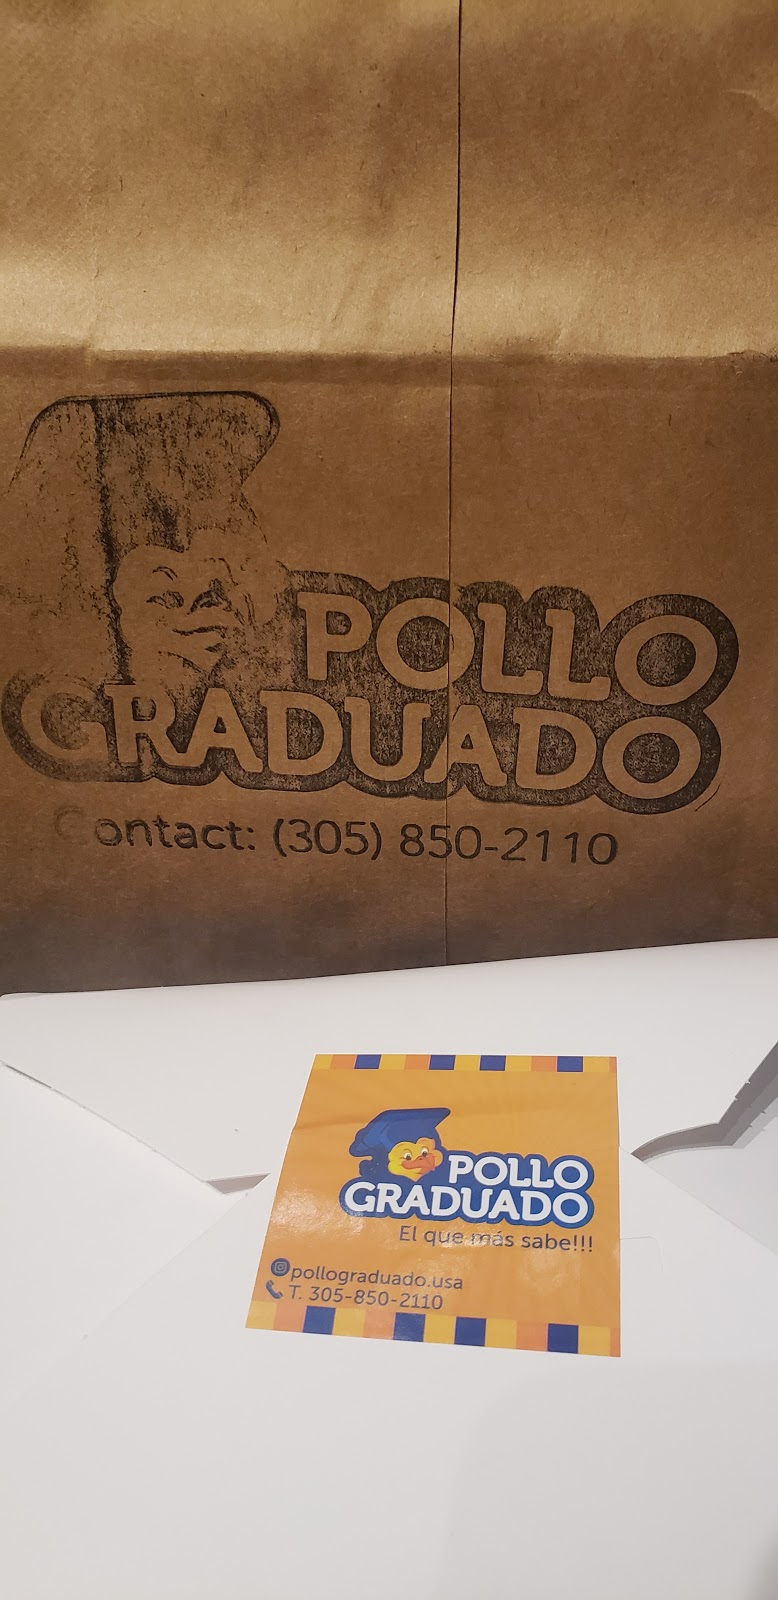 POLLO
GRADUADO
Contact: (305) 850-2110
POLLO
GRADUADO
El que más sabe!!!
pollograduado.usa
T. 305-850-2110